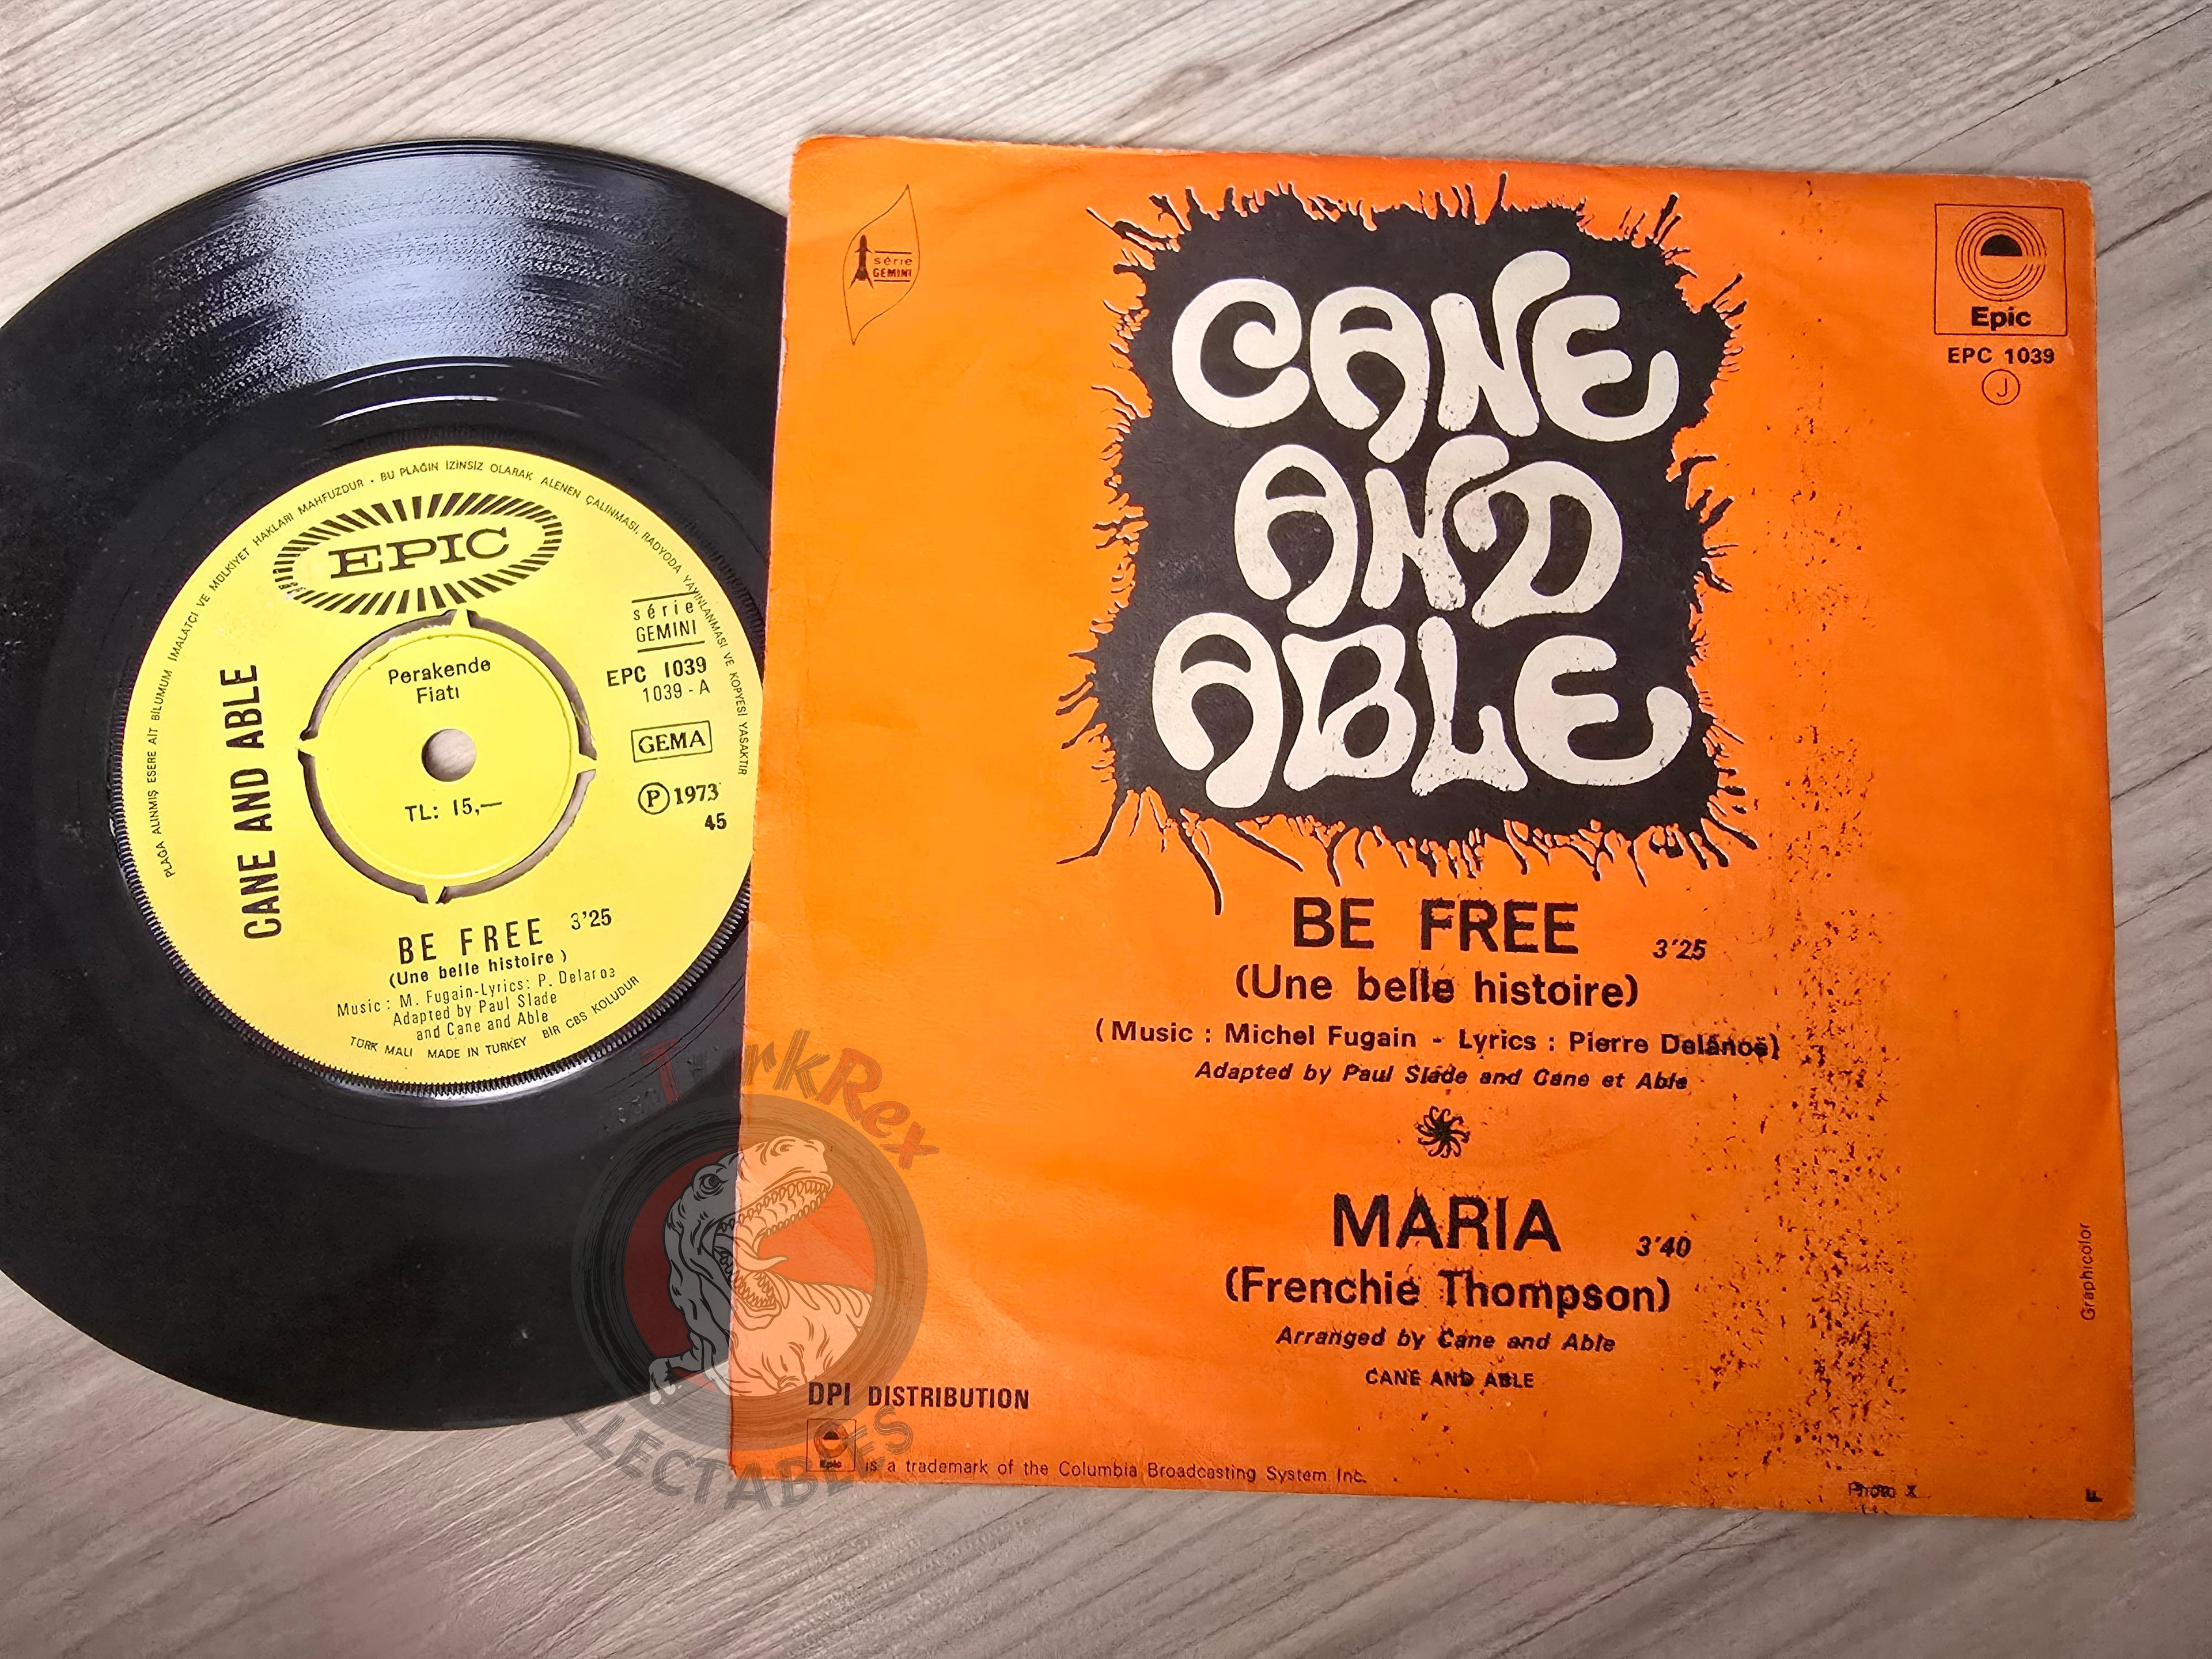 PLAĞA ALINMIŞ ESERE AİT BİLUMUM İMALATÇI VE MÜLKİYET HAKLARI MAHFUZDUR • BU PLAĞIN İZİNSİZ OLARAK ALENEN ÇALINMASI, RADYODA YAYINLANMASI VE KOPYESİ YASAKTIR
EPIC
série
GEMINI
EPC 1039
1039 - A
GEMA
Ⓟ 1973
45
Perakende
Fiatı
TL: 15,—
CANE AND ABLE
BE FREE 3'25
(Une belle histoire )
Music : M. Fugain-Lyrics: P. Delaroa
Adapted by Paul Slade
and Cane and Able
TÜRK MALI MADE IN TURKEY BİR CBS KOLUDUR
série
GEMINI
CANE
AND
ABLE
Epic
EPC 1039
J
BE FREE 3'25
(Une belle histoire)
( Music : Michel Fugain - Lyrics : Pierre Delanoë)
Adapted by Paul Slade and Cane et Able
MARIA 3'40
(Frenchie Thompson)
Arranged by Cane and Able
CANE AND ABLE
DPI DISTRIBUTION
Epic is a trademark of the Columbia Broadcasting System Inc.
Graphicolor
Photo X
TurkRex